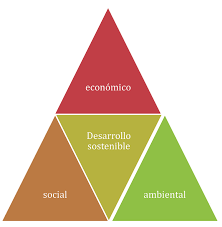 económico
Desarrollo
sostenible
social
ambiental